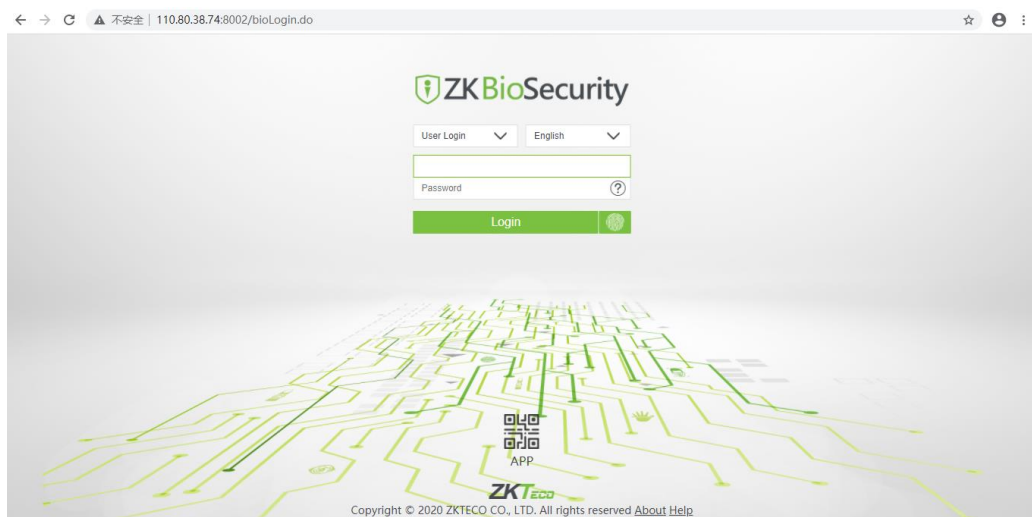 不安全 | 110.80.38.74:8002/bioLogin.do
ZKBioSecurity
User Login English
Password ?
Login
APP
ZKTeco
Copyright © 2020 ZKTECO CO., LTD. All rights reserved About Help